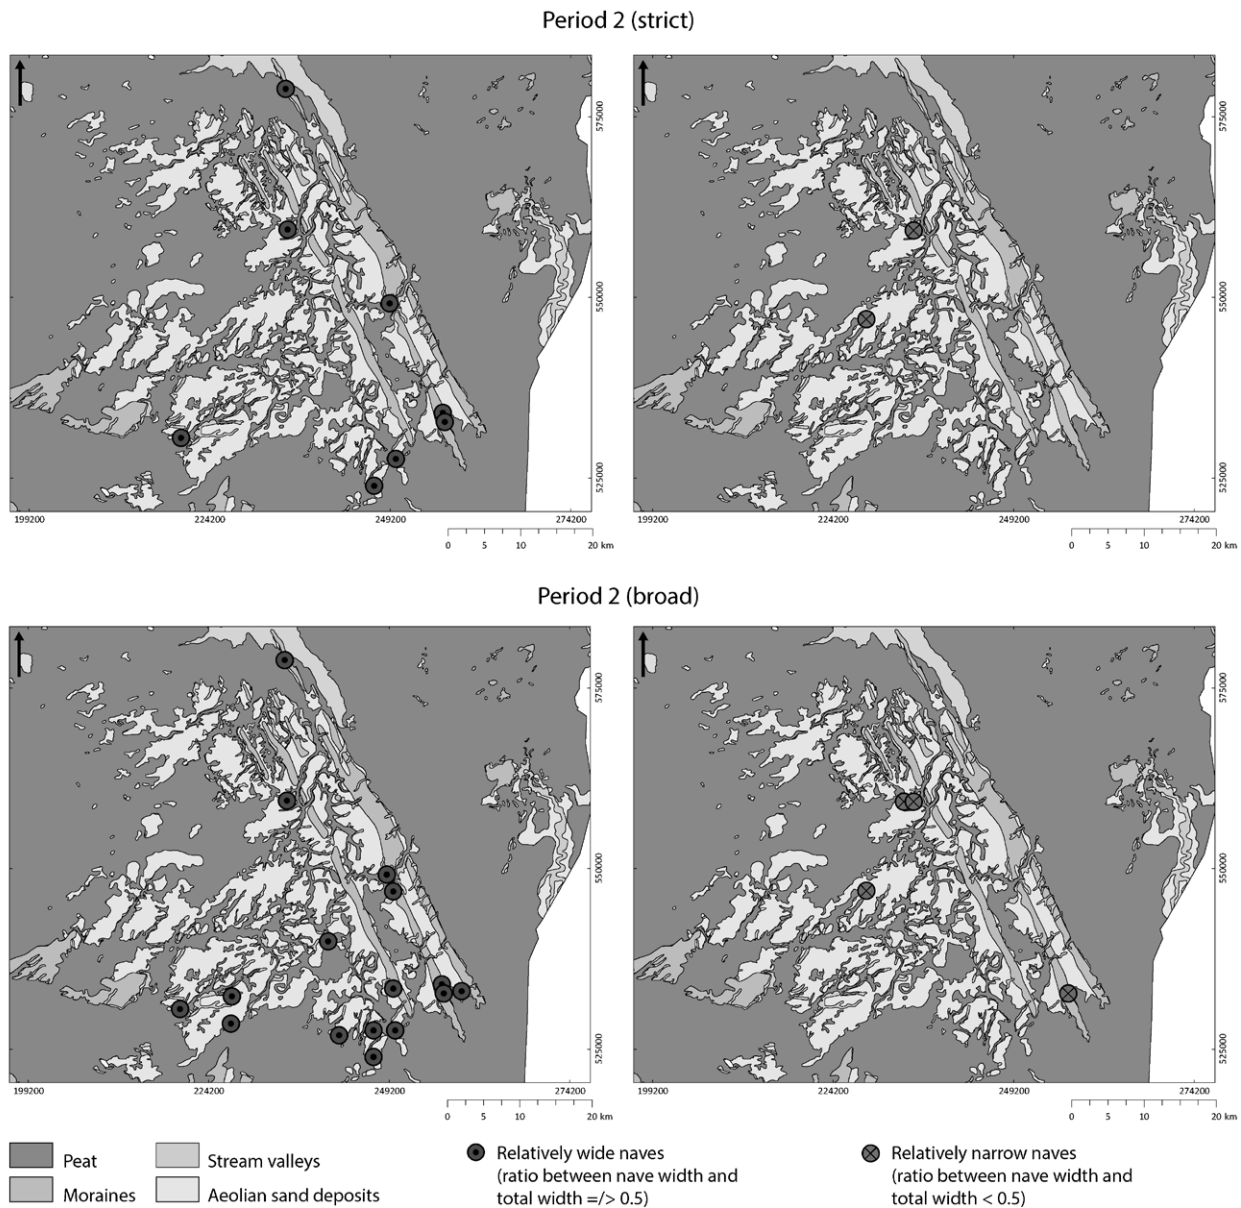 Period 2 (strict)
575000
550000
525000
199200 224200 249200 274200
0 5 10 20 km
575000
550000
525000
199200 224200 249200 274200
0 5 10 20 km
Period 2 (broad)
575000
550000
525000
199200 224200 249200 274200
0 5 10 20 km
575000
550000
525000
199200 224200 249200 274200
0 5 10 20 km
Peat
Moraines
Stream valleys
Aeolian sand deposits
Relatively wide naves
(ratio between nave width and
total width =/> 0.5)
Relatively narrow naves
(ratio between nave width and
total width < 0.5)